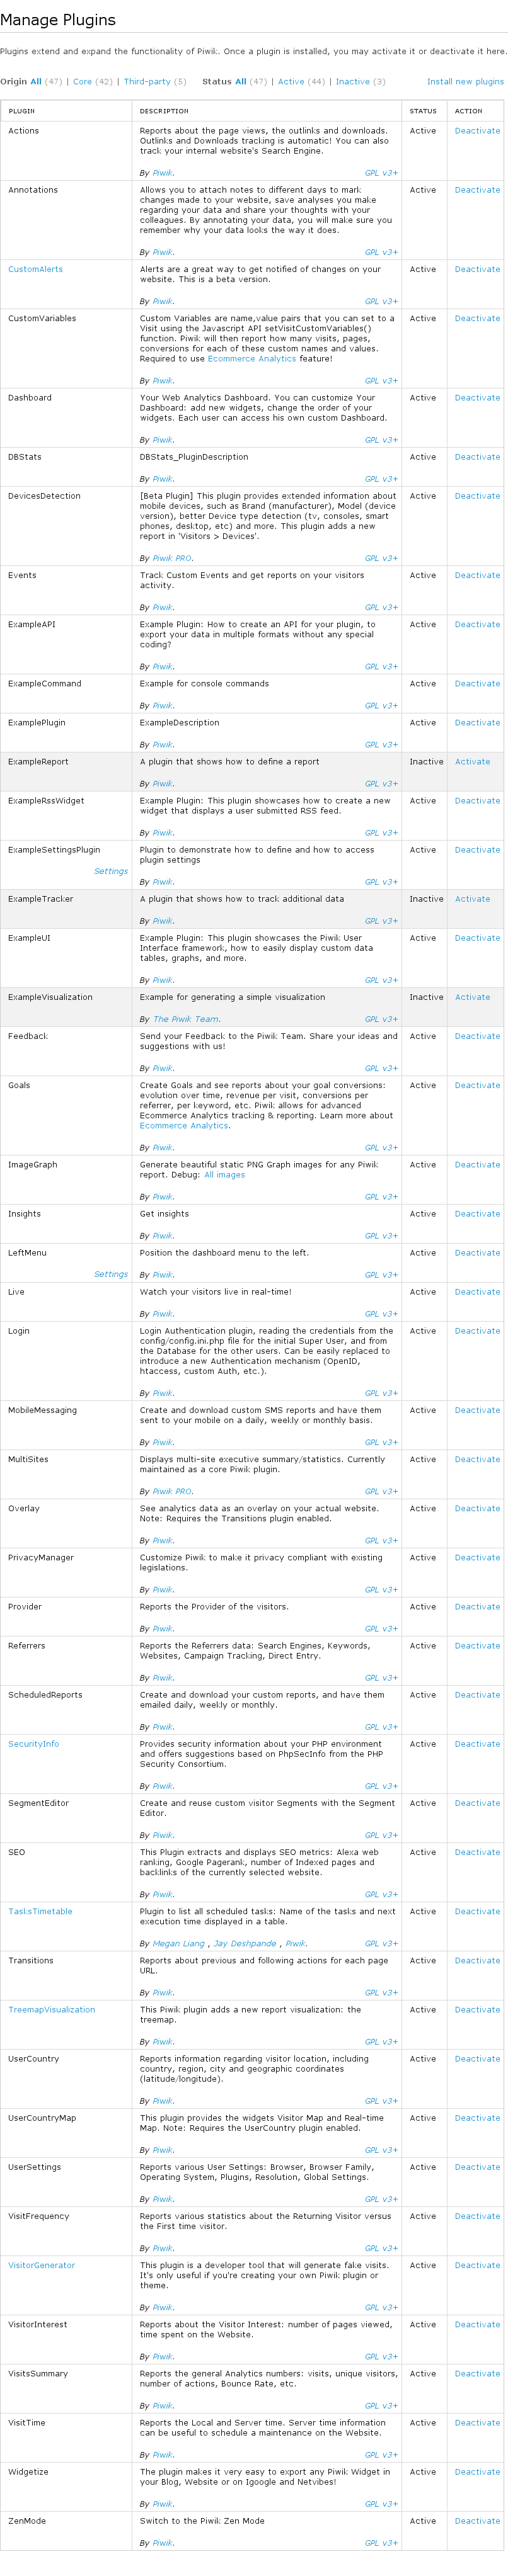 Manage Plugins
Plugins extend and expand the functionality of Piwik. Once a plugin is installed, you may activate it or deactivate it here.
Origin All (47) | Core (42) | Third-party (5) Status All (47) | Active (44) | Inactive (3) Install new plugins
PLUGIN DESCRIPTION STATUS ACTION
Actions Reports about the page views, the outlinks and downloads. Active Deactivate
Outlinks and Downloads tracking is automatic! You can also
track your internal website's Search Engine.
By Piwik. GPL v3+
Annotations Allows you to attach notes to different days to mark Active Deactivate
changes made to your website, save analyses you make
regarding your data and share your thoughts with your
colleagues. By annotating your data, you will make sure you
remember why your data looks the way it does.
By Piwik. GPL v3+
CustomAlerts Alerts are a great way to get notified of changes on your Active Deactivate
website. This is a beta version.
By Piwik. GPL v3+
CustomVariables Custom Variables are name,value pairs that you can set to a Active Deactivate
Visit using the Javascript API setVisitCustomVariables()
function. Piwik will then report how many visits, pages,
conversions for each of these custom names and values.
Required to use Ecommerce Analytics feature!
By Piwik. GPL v3+
Dashboard Your Web Analytics Dashboard. You can customize Your Active Deactivate
Dashboard: add new widgets, change the order of your
widgets. Each user can access his own custom Dashboard.
By Piwik. GPL v3+
DBStats DBStats_PluginDescription Active Deactivate
By Piwik. GPL v3+
DevicesDetection [Beta Plugin] This plugin provides extended information about Active Deactivate
mobile devices, such as Brand (manufacturer), Model (device
version), better Device type detection (tv, consoles, smart
phones, desktop, etc) and more. This plugin adds a new
report in 'Visitors > Devices'.
By Piwik PRO. GPL v3+
Events Track Custom Events and get reports on your visitors Active Deactivate
activity.
By Piwik. GPL v3+
ExampleAPI Example Plugin: How to create an API for your plugin, to Active Deactivate
export your data in multiple formats without any special
coding?
By Piwik. GPL v3+
ExampleCommand Example for console commands Active Deactivate
By Piwik. GPL v3+
ExamplePlugin ExampleDescription Active Deactivate
By Piwik. GPL v3+
ExampleReport A plugin that shows how to define a report Inactive Activate
By Piwik. GPL v3+
ExampleRssWidget Example Plugin: This plugin showcases how to create a new Active Deactivate
widget that displays a user submitted RSS feed.
By Piwik. GPL v3+
ExampleSettingsPlugin Plugin to demonstrate how to define and how to access Active Deactivate
plugin settings
Settings
By Piwik. GPL v3+
ExampleTracker A plugin that shows how to track additional data Inactive Activate
By Piwik. GPL v3+
ExampleUI Example Plugin: This plugin showcases the Piwik User Active Deactivate
Interface framework, how to easily display custom data
tables, graphs, and more.
By Piwik. GPL v3+
ExampleVisualization Example for generating a simple visualization Inactive Activate
By The Piwik Team. GPL v3+
Feedback Send your Feedback to the Piwik Team. Share your ideas and Active Deactivate
suggestions with us!
By Piwik. GPL v3+
Goals Create Goals and see reports about your goal conversions: Active Deactivate
evolution over time, revenue per visit, conversions per
referrer, per keyword, etc. Piwik allows for advanced
Ecommerce Analytics tracking & reporting. Learn more about
Ecommerce Analytics.
By Piwik. GPL v3+
ImageGraph Generate beautiful static PNG Graph images for any Piwik Active Deactivate
report. Debug: All images
By Piwik. GPL v3+
Insights Get insights Active Deactivate
By Piwik. GPL v3+
LeftMenu Position the dashboard menu to the left. Active Deactivate
Settings By Piwik. GPL v3+
Live Watch your visitors live in real-time! Active Deactivate
By Piwik. GPL v3+
Login Login Authentication plugin, reading the credentials from the Active Deactivate
config/config.ini.php file for the initial Super User, and from
the Database for the other users. Can be easily replaced to
introduce a new Authentication mechanism (OpenID,
htaccess, custom Auth, etc.).
By Piwik. GPL v3+
MobileMessaging Create and download custom SMS reports and have them Active Deactivate
sent to your mobile on a daily, weekly or monthly basis.
By Piwik. GPL v3+
MultiSites Displays multi-site executive summary/statistics. Currently Active Deactivate
maintained as a core Piwik plugin.
By Piwik PRO. GPL v3+
Overlay See analytics data as an overlay on your actual website. Active Deactivate
Note: Requires the Transitions plugin enabled.
By Piwik. GPL v3+
PrivacyManager Customize Piwik to make it privacy compliant with existing Active Deactivate
legislations.
By Piwik. GPL v3+
Provider Reports the Provider of the visitors. Active Deactivate
By Piwik. GPL v3+
Referrers Reports the Referrers data: Search Engines, Keywords, Active Deactivate
Websites, Campaign Tracking, Direct Entry.
By Piwik. GPL v3+
ScheduledReports Create and download your custom reports, and have them Active Deactivate
emailed daily, weekly or monthly.
By Piwik. GPL v3+
SecurityInfo Provides security information about your PHP environment Active Deactivate
and offers suggestions based on PhpSecInfo from the PHP
Security Consortium.
By Piwik. GPL v3+
SegmentEditor Create and reuse custom visitor Segments with the Segment Active Deactivate
Editor.
By Piwik. GPL v3+
SEO This Plugin extracts and displays SEO metrics: Alexa web Active Deactivate
ranking, Google Pagerank, number of Indexed pages and
backlinks of the currently selected website.
By Piwik. GPL v3+
TasksTimetable Plugin to list all scheduled tasks: Name of the tasks and next Active Deactivate
execution time displayed in a table.
By Megan Liang , Jay Deshpande , Piwik. GPL v3+
Transitions Reports about previous and following actions for each page Active Deactivate
URL.
By Piwik. GPL v3+
TreemapVisualization This Piwik plugin adds a new report visualization: the Active Deactivate
treemap.
By Piwik. GPL v3+
UserCountry Reports information regarding visitor location, including Active Deactivate
country, region, city and geographic coordinates
(latitude/longitude).
By Piwik. GPL v3+
UserCountryMap This plugin provides the widgets Visitor Map and Real-time Active Deactivate
Map. Note: Requires the UserCountry plugin enabled.
By Piwik. GPL v3+
UserSettings Reports various User Settings: Browser, Browser Family, Active Deactivate
Operating System, Plugins, Resolution, Global Settings.
By Piwik. GPL v3+
VisitFrequency Reports various statistics about the Returning Visitor versus Active Deactivate
the First time visitor.
By Piwik. GPL v3+
VisitorGenerator This plugin is a developer tool that will generate fake visits. Active Deactivate
It's only useful if you're creating your own Piwik plugin or
theme.
By Piwik. GPL v3+
VisitorInterest Reports about the Visitor Interest: number of pages viewed, Active Deactivate
time spent on the Website.
By Piwik. GPL v3+
VisitsSummary Reports the general Analytics numbers: visits, unique visitors, Active Deactivate
number of actions, Bounce Rate, etc.
By Piwik. GPL v3+
VisitTime Reports the Local and Server time. Server time information Active Deactivate
can be useful to schedule a maintenance on the Website.
By Piwik. GPL v3+
Widgetize The plugin makes it very easy to export any Piwik Widget in Active Deactivate
your Blog, Website or on Igoogle and Netvibes!
By Piwik. GPL v3+
ZenMode Switch to the Piwik Zen Mode Active Deactivate
By Piwik. GPL v3+